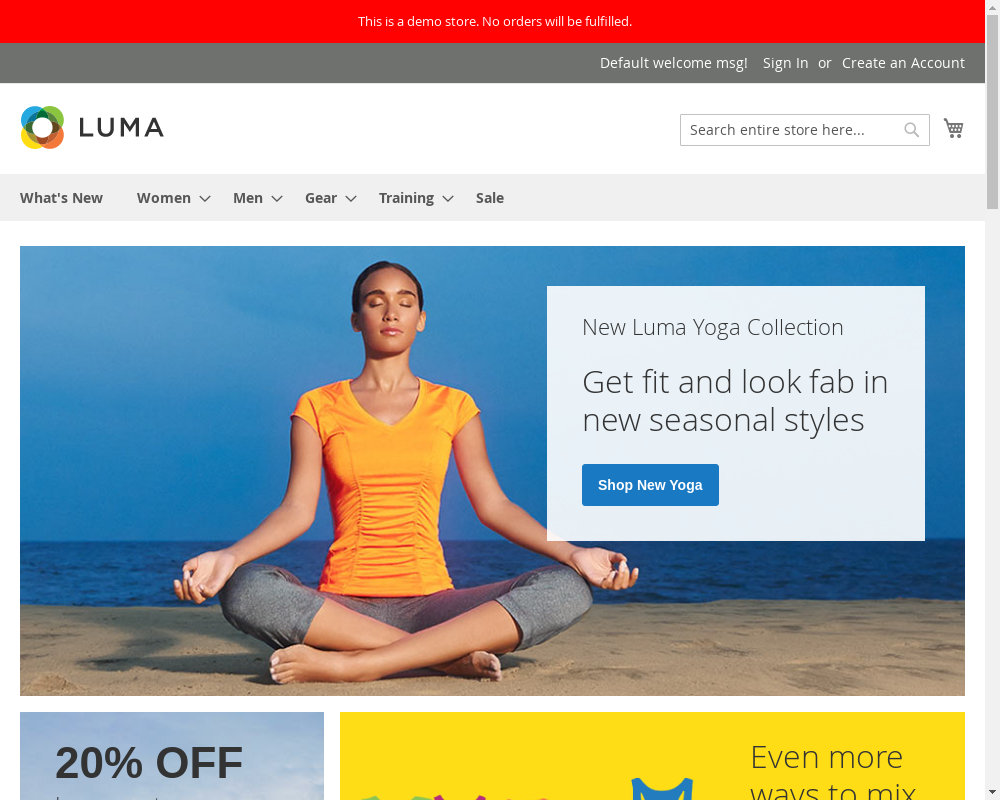 This is a demo store. No orders will be fulfilled.
Default welcome msg! Sign In or Create an Account
LUMA
Search entire store here...
What's New Women Men Gear Training Sale
New Luma Yoga Collection
Get fit and look fab in
new seasonal styles
Shop New Yoga
20% OFF
Even more
ways to mix